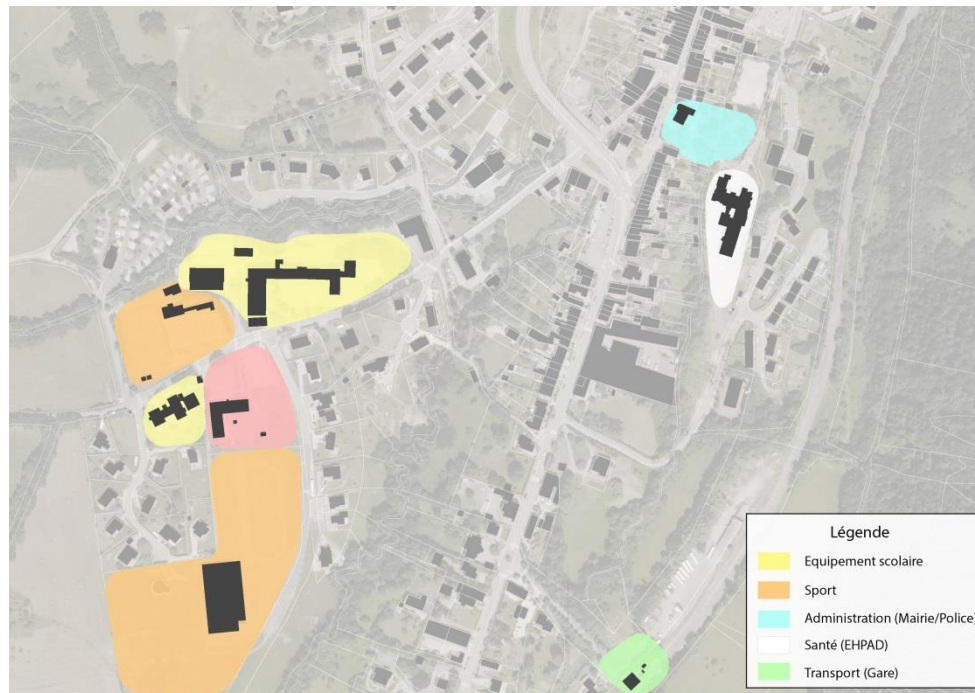 Légende
Equipement scolaire
Sport
Administration (Mairie/Police)
Santé (EHPAD)
Transport (Gare)